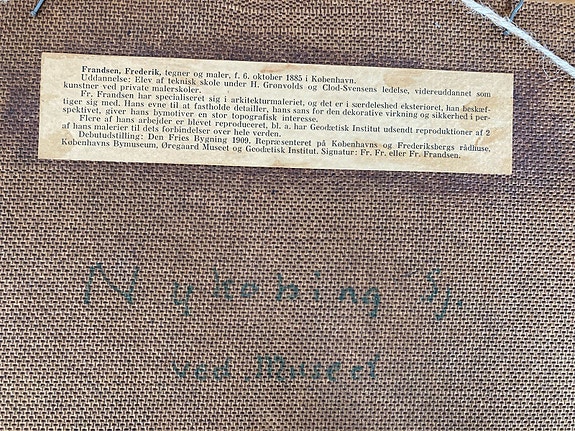 Frandsen, Frederik, tegner og maler, f. 6. oktober 1885 i København.
Uddannelse: Elev af teknisk skole under H. Grønvolds og Clod-Svensens ledelse, videreuddannet som
kunstner ved private malerskoler.
Fr. Frandsen har specialiseret sig i arkitekturmaleriet, og det er i særdeleshed eksteriøret, han beskæf-
tiger sig med. Hans evne til at fastholde detailler, hans sans for den dekorative virkning og sikkerhed i per-
spektivet, giver hans bymotiver en stor topografisk interesse.
Flere af hans arbejder er blevet reproduceret, bl. a. har Geodætisk Institut udsendt reproduktioner af 2
af hans malerier til dets forbindelser over hele verden.
Debutudstilling: Den Fries Bygning 1909. Repræsenteret på Københavns og Frederiksbergs rådhuse,
Københavns Bymuseum, Øregaard Museet og Geodætisk Institut. Signatur: Fr. Fr. eller Fr. Frandsen.
Nykøbing Sj.
ved Museet